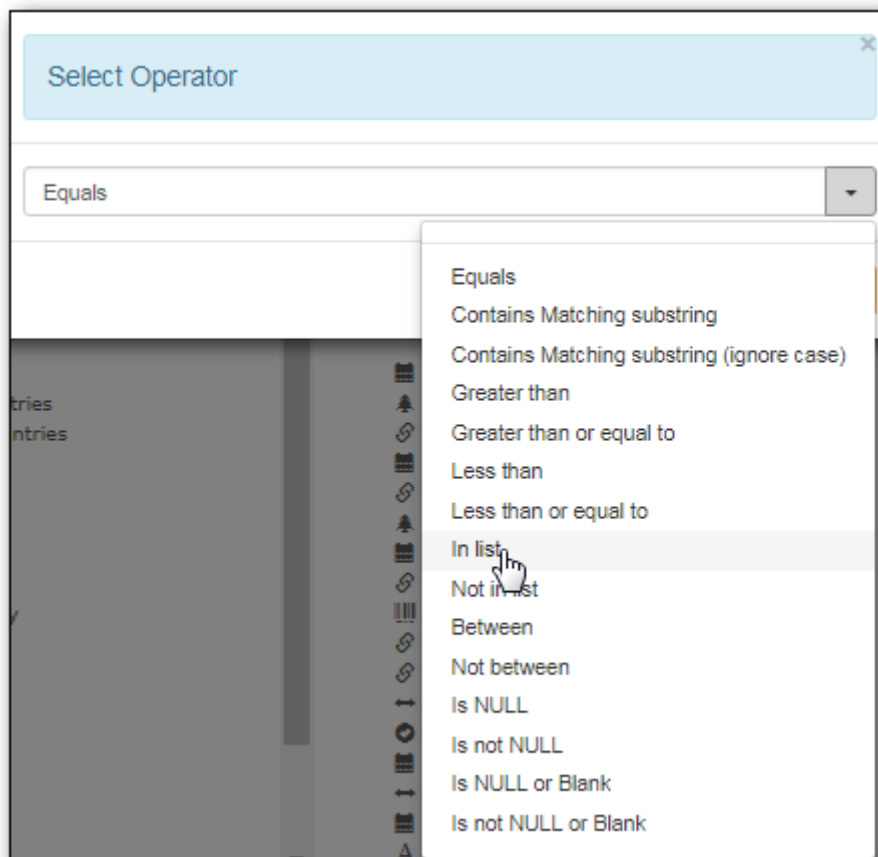 Select Operator
×
Equals
Equals
Contains Matching substring
Contains Matching substring (ignore case)
Greater than
Greater than or equal to
Less than
Less than or equal to
In list
Not in list
Between
Not between
Is NULL
Is not NULL
Is NULL or Blank
Is not NULL or Blank
tries
ntries
y
A